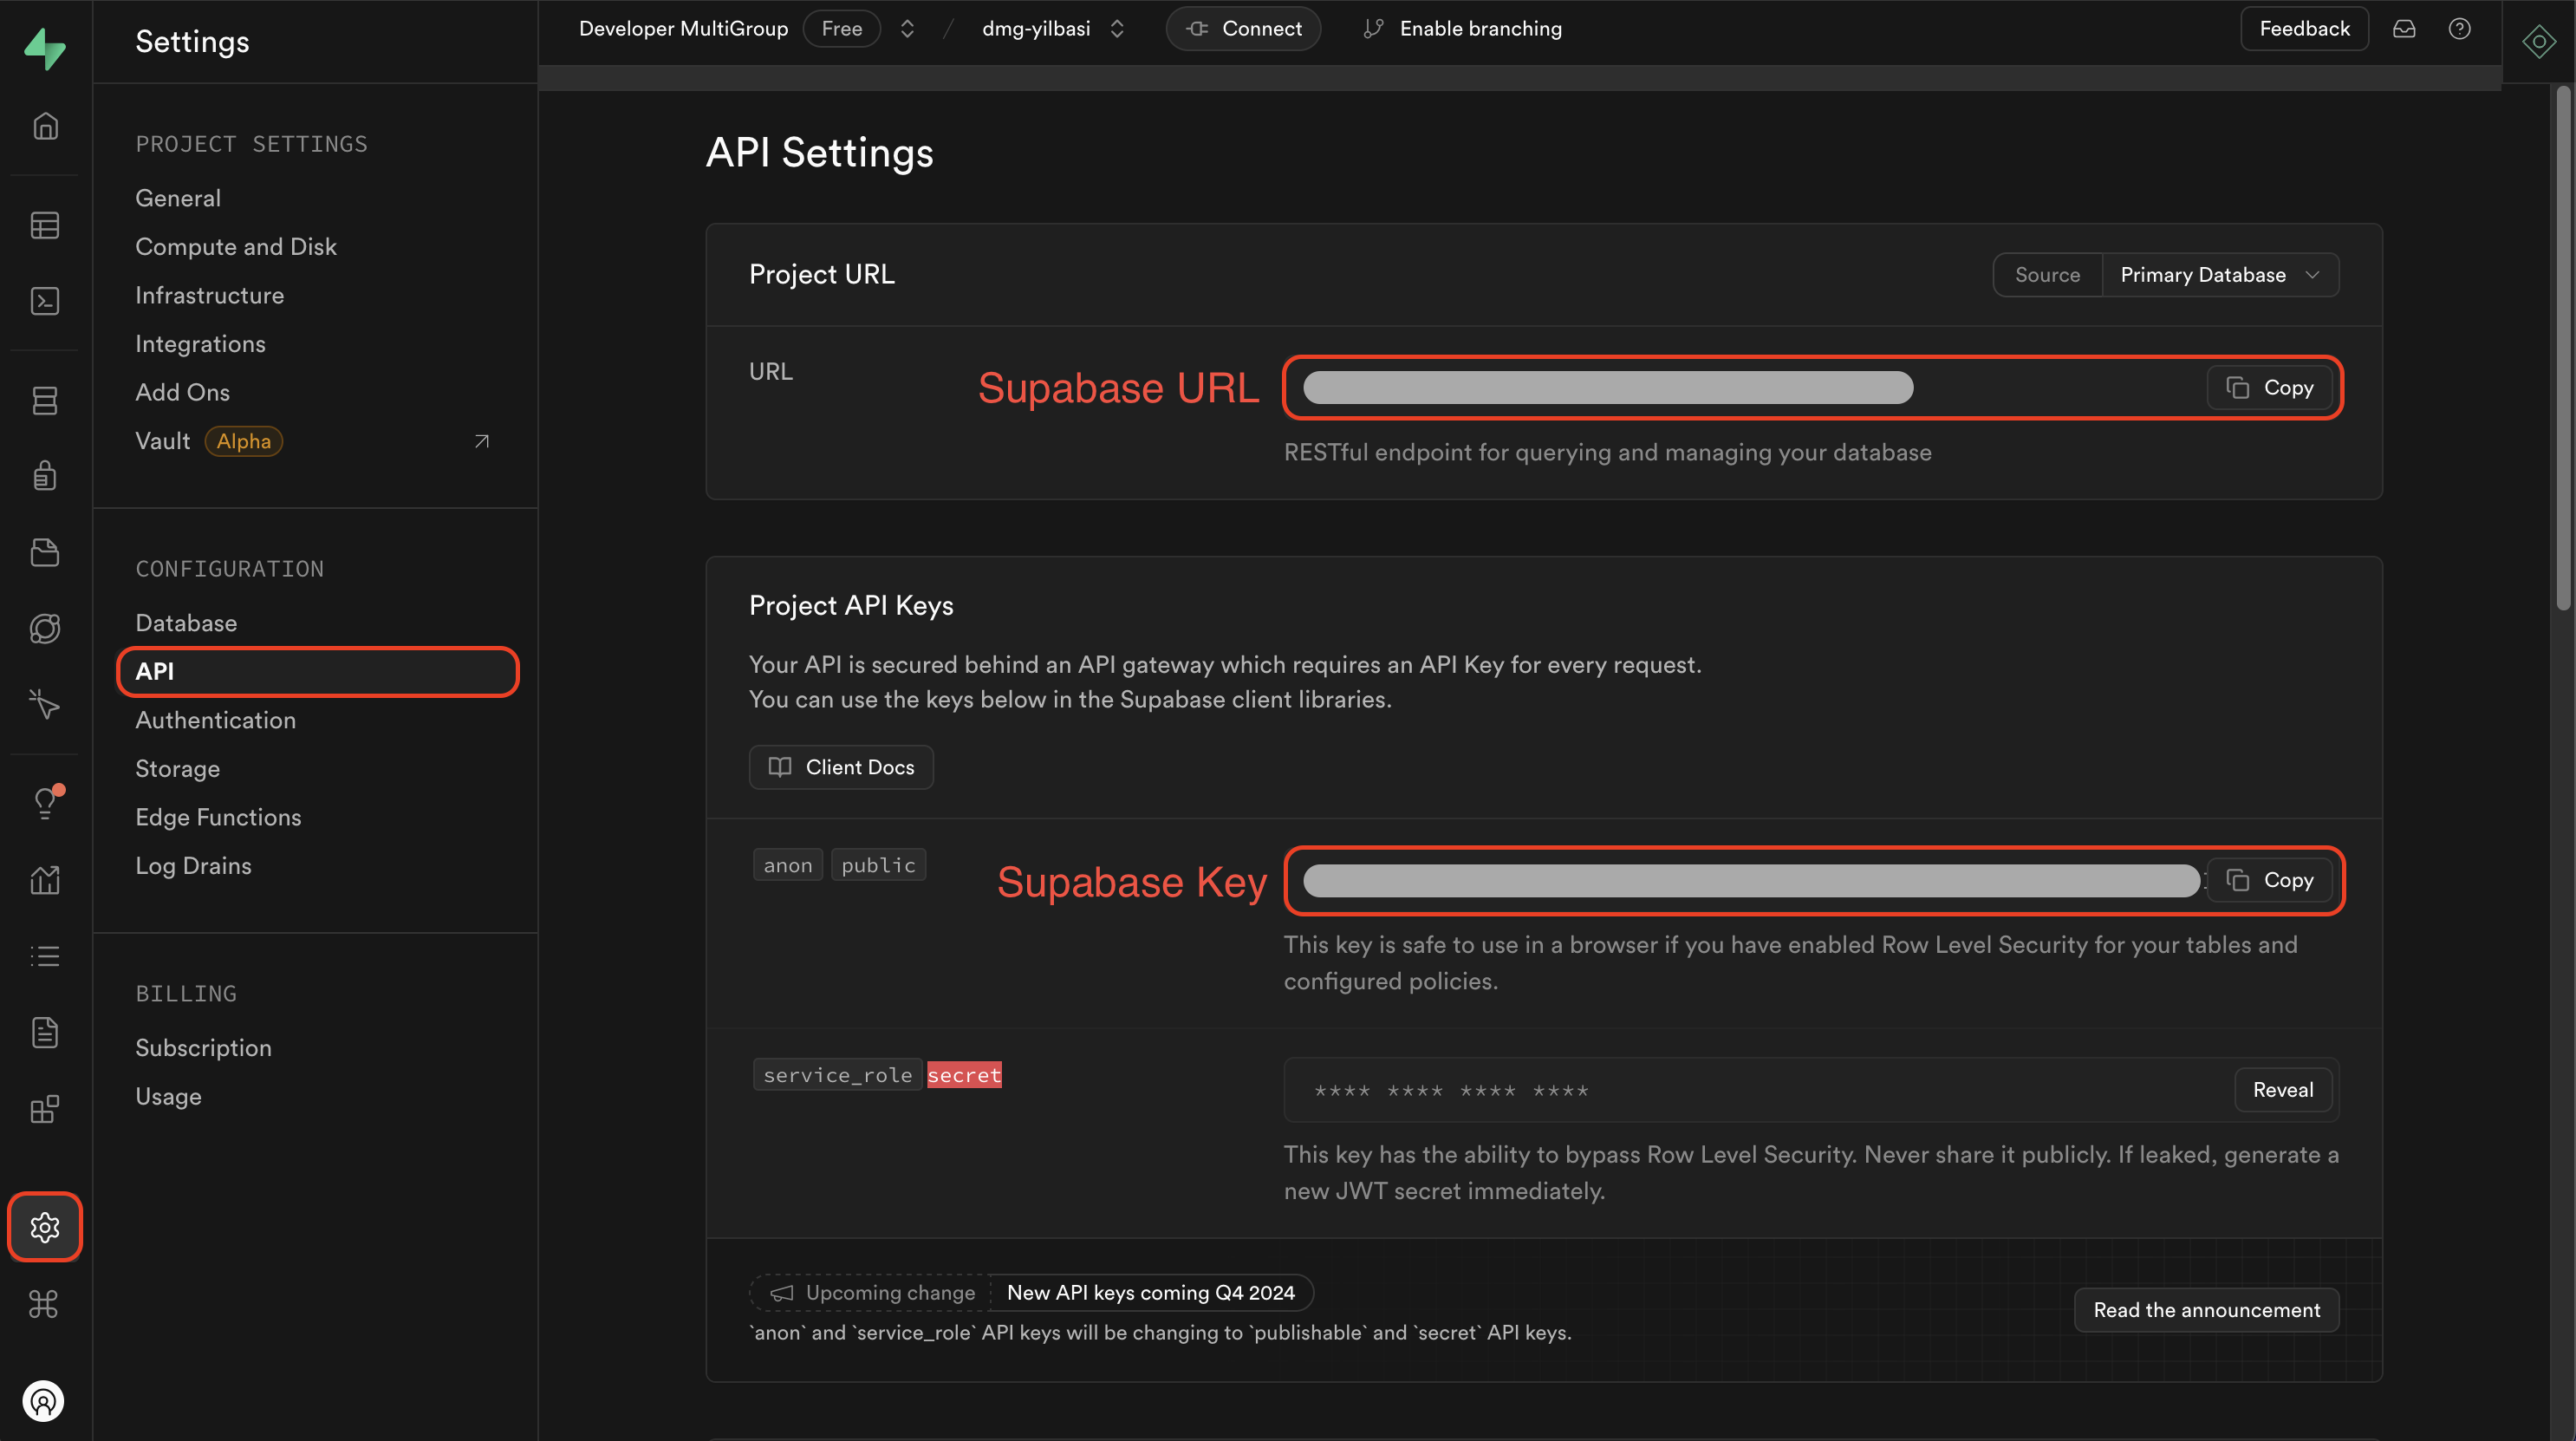 Settings
Developer MultiGroup Free / dmg-yilbasi Connect Enable branching Feedback
PROJECT SETTINGS
General
Compute and Disk
Infrastructure
Integrations
Add Ons
Vault Alpha
CONFIGURATION
Database
API
Authentication
Storage
Edge Functions
Log Drains
BILLING
Subscription
Usage
API Settings
Project URL Source Primary Database
URL Supabase URL Copy
RESTful endpoint for querying and managing your database
Project API Keys
Your API is secured behind an API gateway which requires an API Key for every request.
You can use the keys below in the Supabase client libraries.
Client Docs
anon public Supabase Key Copy
This key is safe to use in a browser if you have enabled Row Level Security for your tables and
configured policies.
service_role secret **** **** **** **** Reveal
This key has the ability to bypass Row Level Security. Never share it publicly. If leaked, generate a
new JWT secret immediately.
Upcoming change New API keys coming Q4 2024
`anon` and `service_role` API keys will be changing to `publishable` and `secret` API keys.
Read the announcement